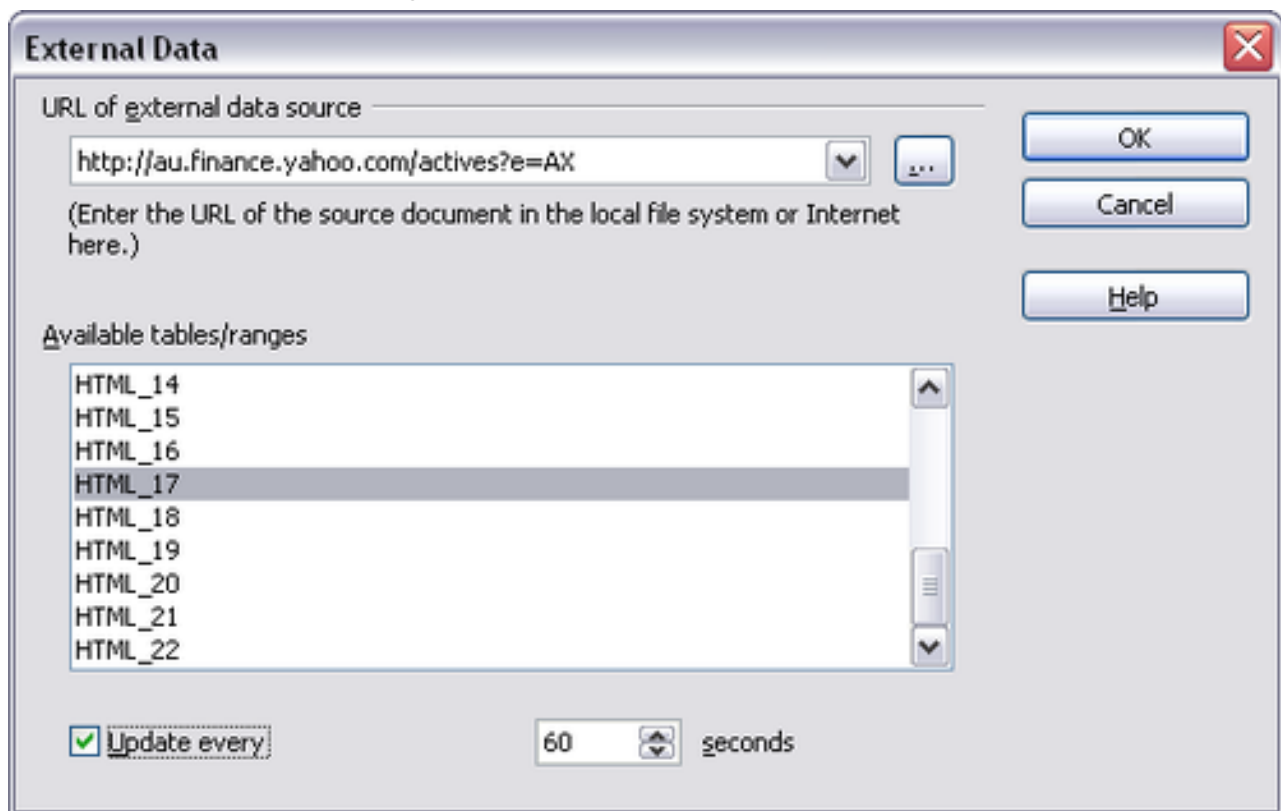 External Data
URL of external data source
http://au.finance.yahoo.com/actives?e=AX
...
OK
(Enter the URL of the source document in the local file system or Internet
here.)
Cancel
Help
Available tables/ranges
HTML_14
HTML_15
HTML_16
HTML_17
HTML_18
HTML_19
HTML_20
HTML_21
HTML_22
Update every 60 seconds